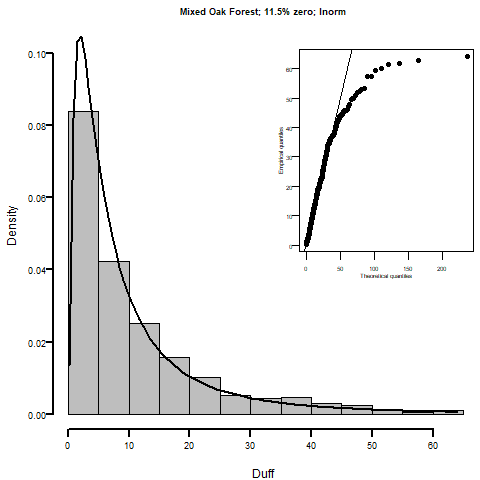 Mixed Oak Forest; 11.5% zero; lnorm
Density
0.10
0.08
0.06
0.04
0.02
0.00
0 10 20 30 40 50 60
Duff
Empirical quantiles
60
50
40
30
20
10
0
0 50 100 150 200
Theoretical quantiles